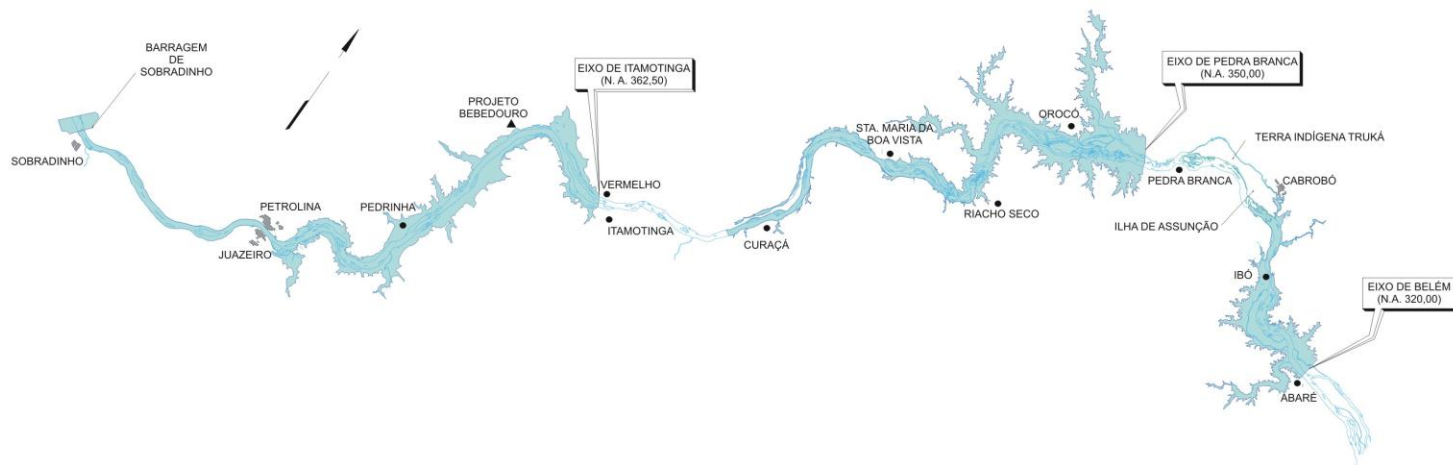 BARRAGEM
DE
SOBRADINHO
SOBRADINHO
PETROLINA
JUAZEIRO
PEDRINHA
PROJETO
BEBEDOURO
EIXO DE ITAMOTINGA
(N. A. 362,50)
VERMELHO
ITAMOTINGA
CURAÇÁ
STA. MARIA DA
BOA VISTA
RIACHO SECO
OROCÓ
EIXO DE PEDRA BRANCA
(N.A. 350,00)
PEDRA BRANCA
TERRA INDÍGENA TRUKÁ
CABROBÓ
ILHA DE ASSUNÇÃO
IBÓ
EIXO DE BELÉM
(N.A. 320,00)
ABARÉ